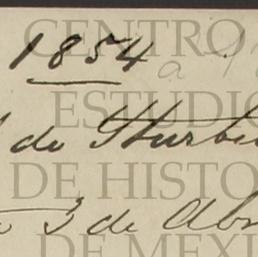 1854
de Iturbi
3 de Abr
CENTRO
ESTUDIO
DE HISTO
DE MEXI